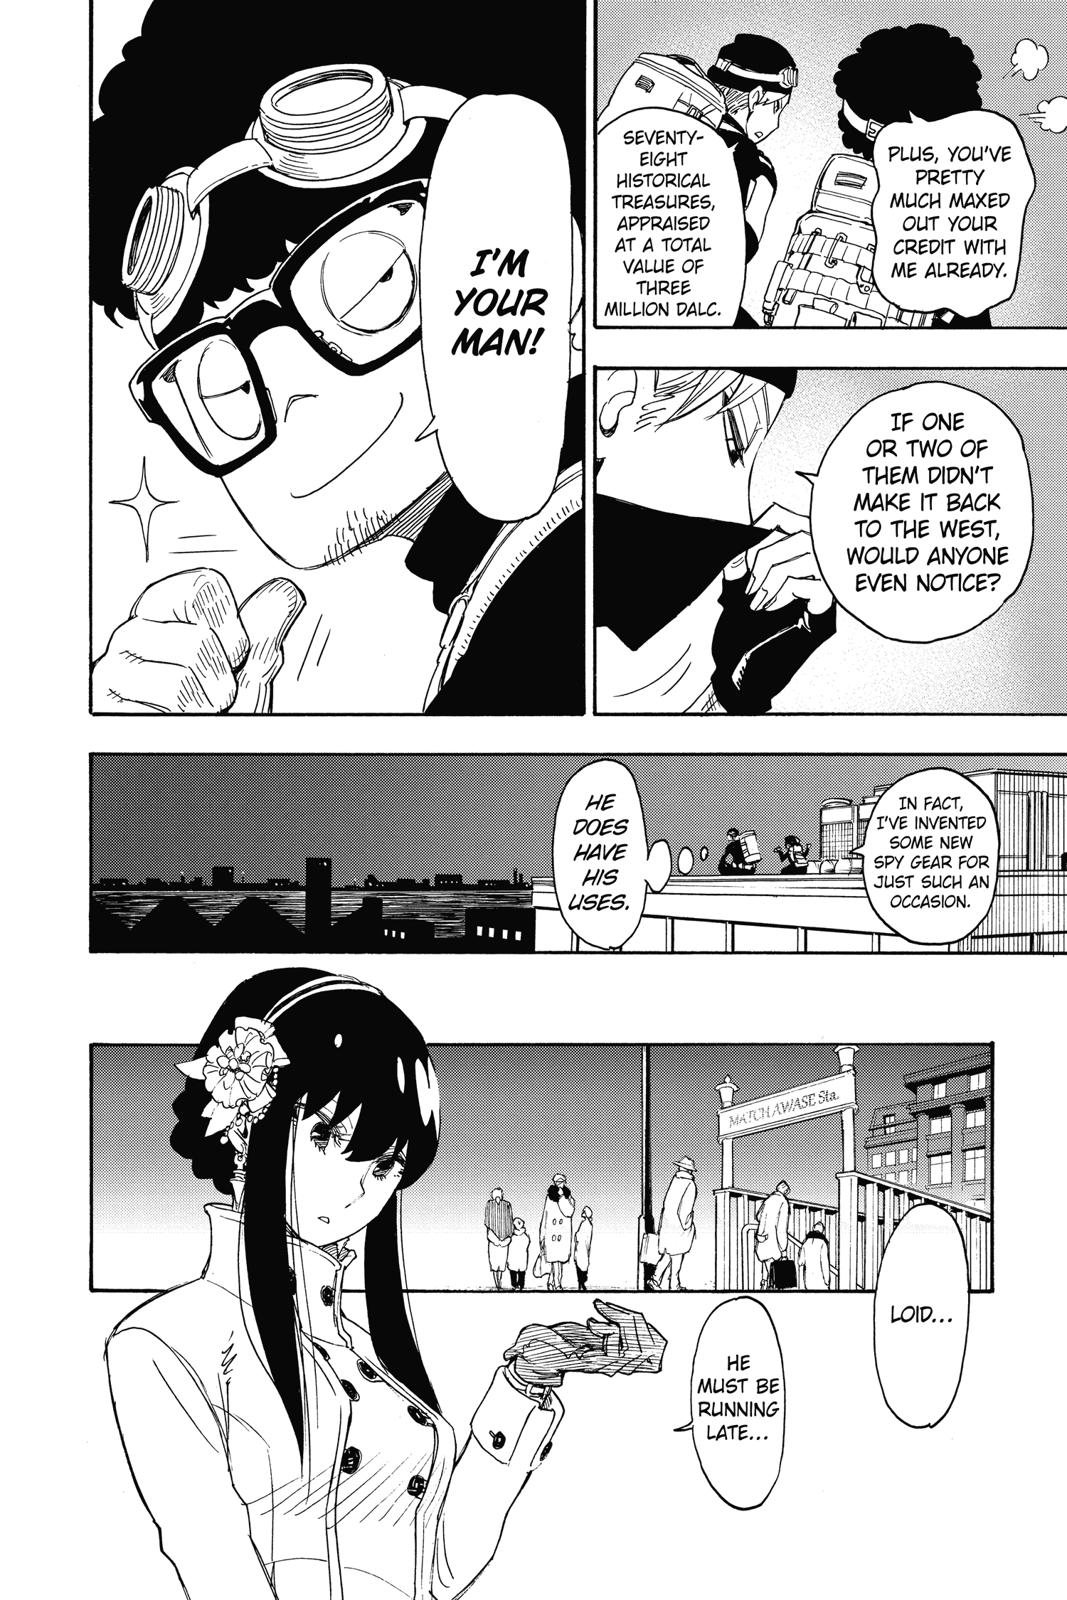 PLUS, YOU'VE
PRETTY
MUCH MAXED
OUT YOUR
CREDIT WITH
ME ALREADY.
SEVENTY-
EIGHT
HISTORICAL
TREASURES,
APPRAISED
AT A TOTAL
VALUE OF
THREE
MILLION DALC.
IF ONE
OR TWO OF
THEM DIDN'T
MAKE IT BACK
TO THE WEST,
WOULD ANYONE
EVEN NOTICE?
I'M
YOUR
MAN!
IN FACT,
I'VE INVENTED
SOME NEW
SPY GEAR FOR
JUST SUCH AN
OCCASION.
HE
DOES
HAVE
HIS
USES.
MATCHAWASE Sta.
LOID...
HE
MUST BE
RUNNING
LATE...